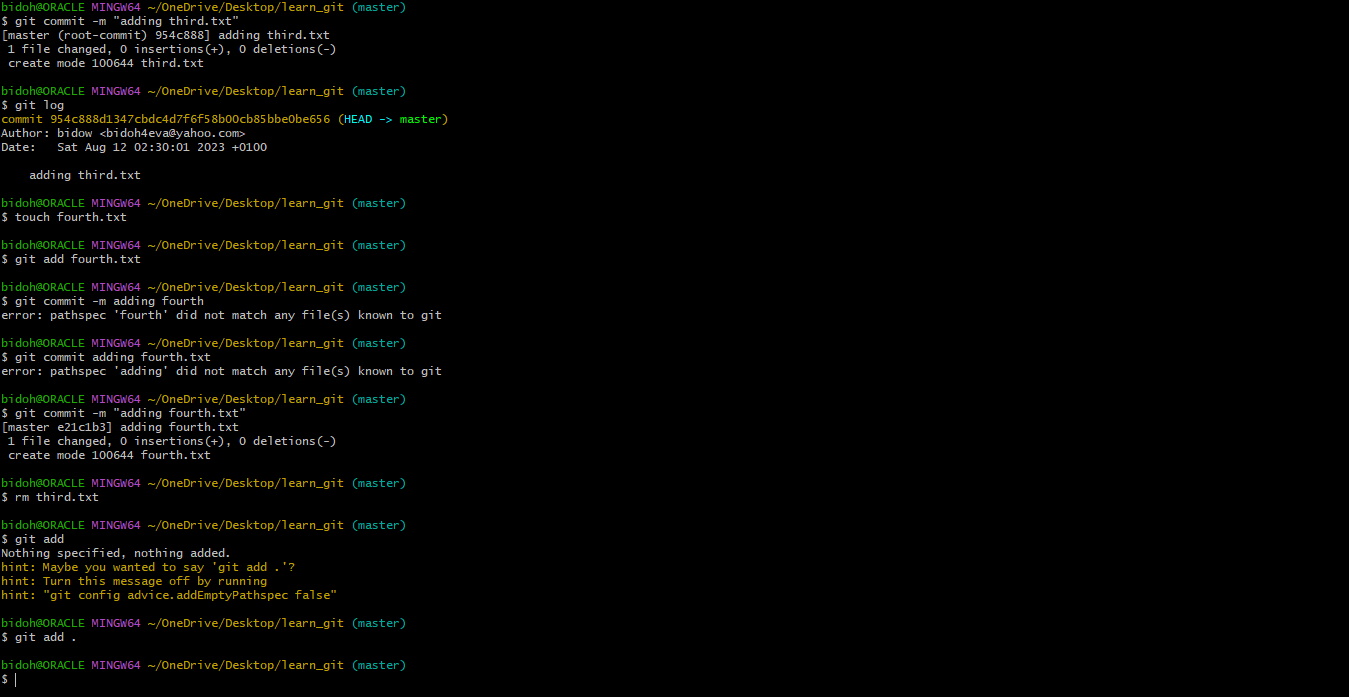 bidoh@ORACLE MINGW64 ~/OneDrive/Desktop/learn_git (master)
$ git commit -m "adding third.txt"
[master (root-commit) 954c888] adding third.txt
 1 file changed, 0 insertions(+), 0 deletions(-)
 create mode 100644 third.txt

bidoh@ORACLE MINGW64 ~/OneDrive/Desktop/learn_git (master)
$ git log
commit 954c888d1347cbdc4d7f6f58b00cb85bbe0be656 (HEAD -> master)
Author: bidow <bidoh4eva@yahoo.com>
Date:   Sat Aug 12 02:30:01 2023 +0100

    adding third.txt

bidoh@ORACLE MINGW64 ~/OneDrive/Desktop/learn_git (master)
$ touch fourth.txt

bidoh@ORACLE MINGW64 ~/OneDrive/Desktop/learn_git (master)
$ git add fourth.txt

bidoh@ORACLE MINGW64 ~/OneDrive/Desktop/learn_git (master)
$ git commit -m adding fourth
error: pathspec 'fourth' did not match any file(s) known to git

bidoh@ORACLE MINGW64 ~/OneDrive/Desktop/learn_git (master)
$ git commit adding fourth.txt
error: pathspec 'adding' did not match any file(s) known to git

bidoh@ORACLE MINGW64 ~/OneDrive/Desktop/learn_git (master)
$ git commit -m "adding fourth.txt"
[master e21c1b3] adding fourth.txt
 1 file changed, 0 insertions(+), 0 deletions(-)
 create mode 100644 fourth.txt

bidoh@ORACLE MINGW64 ~/OneDrive/Desktop/learn_git (master)
$ rm third.txt

bidoh@ORACLE MINGW64 ~/OneDrive/Desktop/learn_git (master)
$ git add
Nothing specified, nothing added.
hint: Maybe you wanted to say 'git add .'?
hint: Turn this message off by running
hint: "git config advice.addEmptyPathspec false"

bidoh@ORACLE MINGW64 ~/OneDrive/Desktop/learn_git (master)
$ git add .

bidoh@ORACLE MINGW64 ~/OneDrive/Desktop/learn_git (master)
$